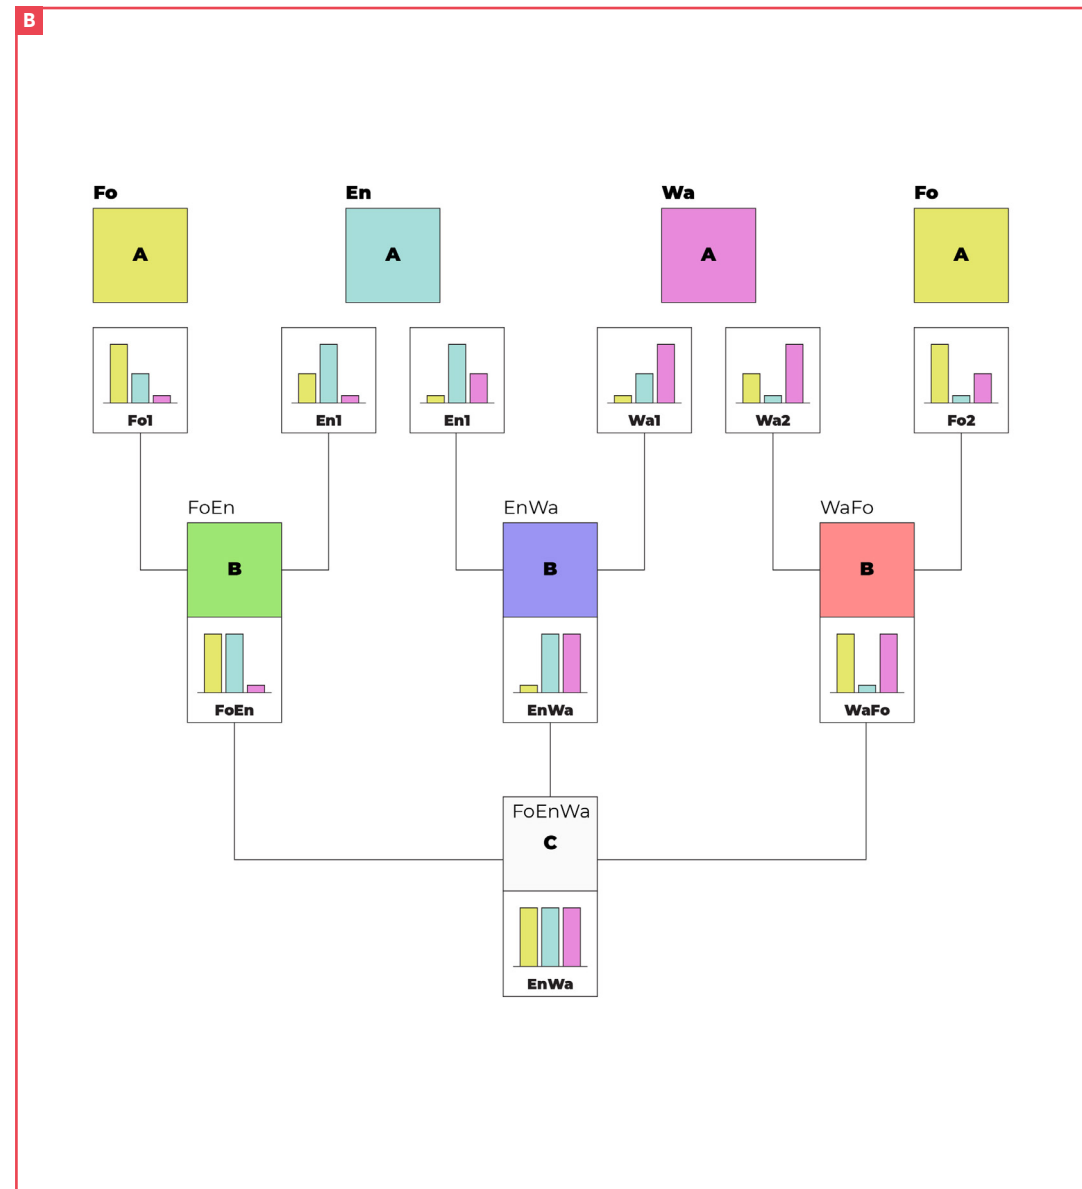 B
Fo En Wa Fo
A A A A
Fo1 En1 En1 Wa1 Wa2 Fo2
FoEn EnWa WaFo
B B B
FoEn EnWa WaFo
FoEnWa
C
EnWa